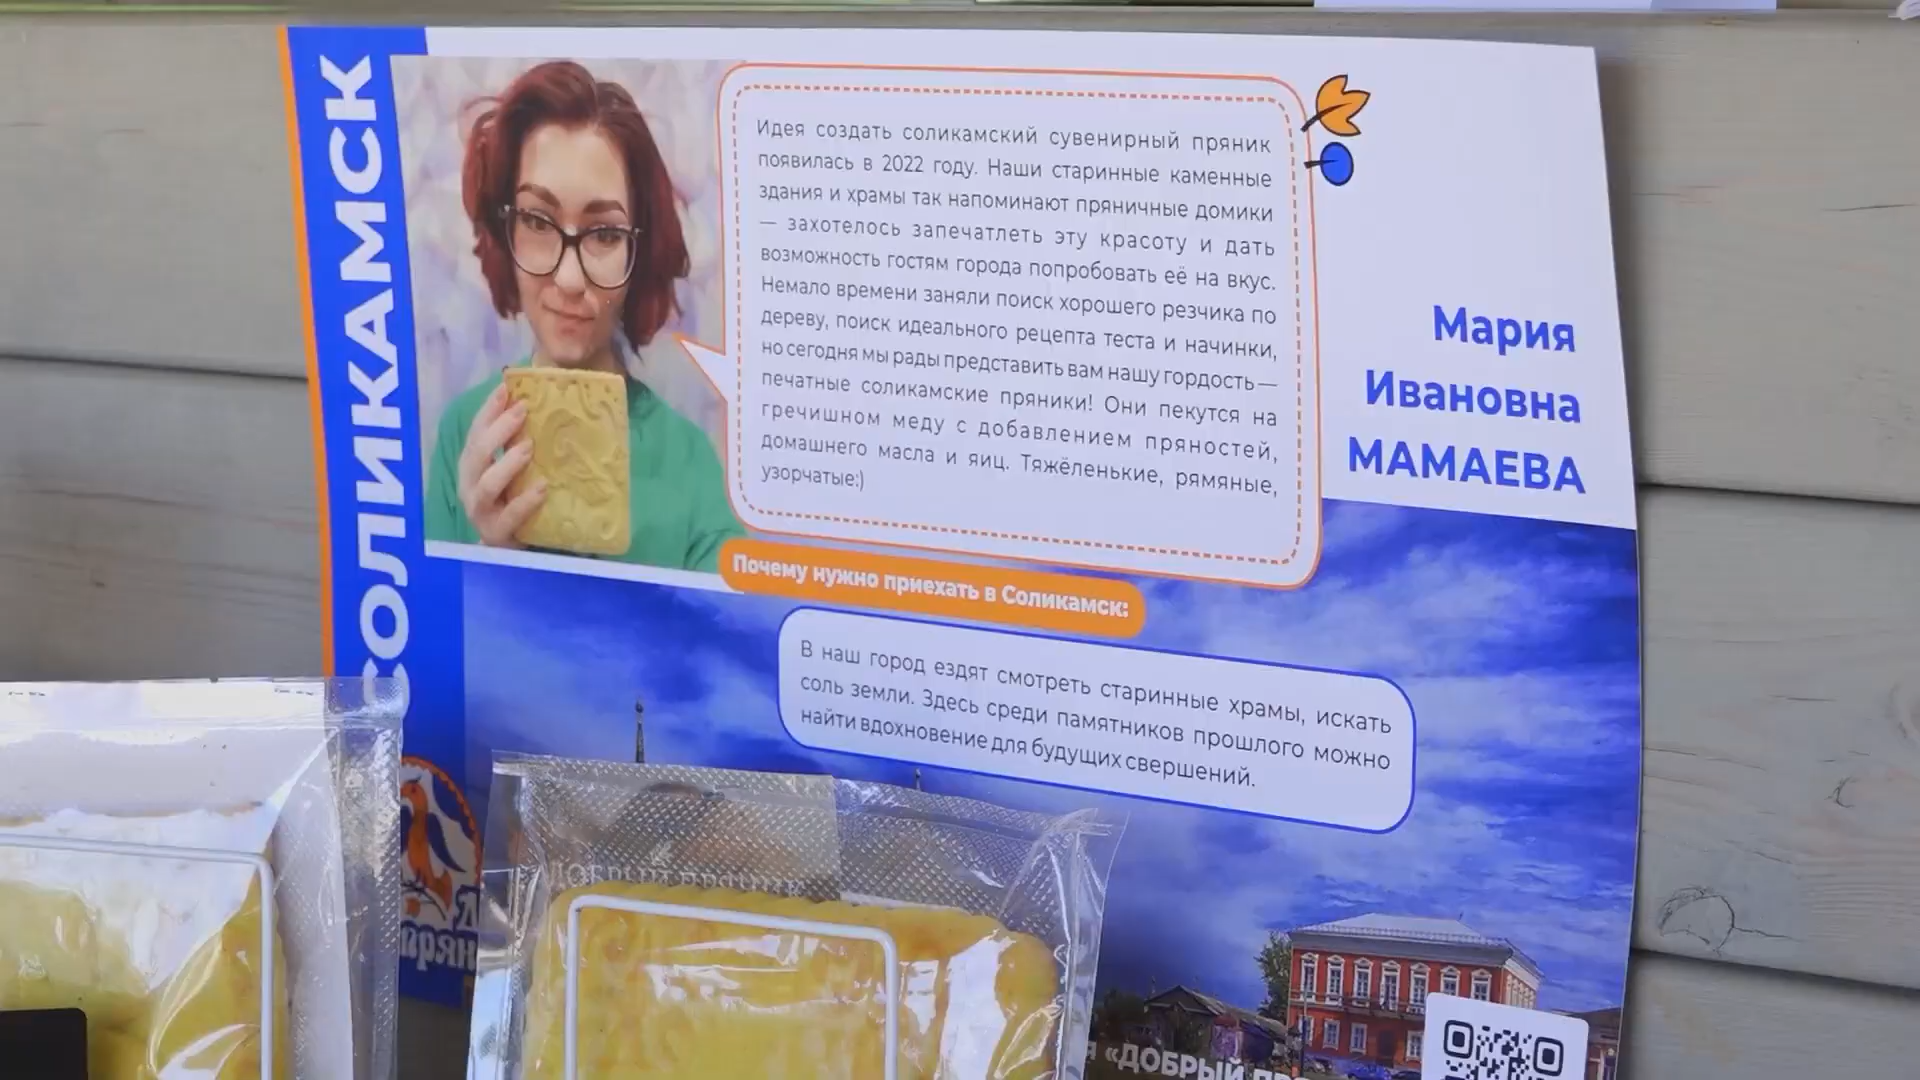 СОЛИКАМСК
Идея создать соликамский сувенирный пряник
появилась в 2022 году. Наши старинные каменные
здания и храмы так напоминают пряничные домики
— захотелось запечатлеть эту красоту и дать
возможность гостям города попробовать её на вкус.
Немало времени заняли поиск хорошего резчика по
дереву, поиск идеального рецепта теста и начинки,
но сегодня мы рады представить вам нашу гордость —
печатные соликамские пряники! Они пекутся на
гречишном меду с добавлением пряностей,
домашнего масла и яиц. Тяжёленькие, рямяные,
узорчатые:)
Мария
Ивановна
МАМАЕВА
Почему нужно приехать в Соликамск:
В наш город ездят смотреть старинные храмы, искать
соль земли. Здесь среди памятников прошлого можно
найти вдохновение для будущих свершений.
«ДОБРЫЙ